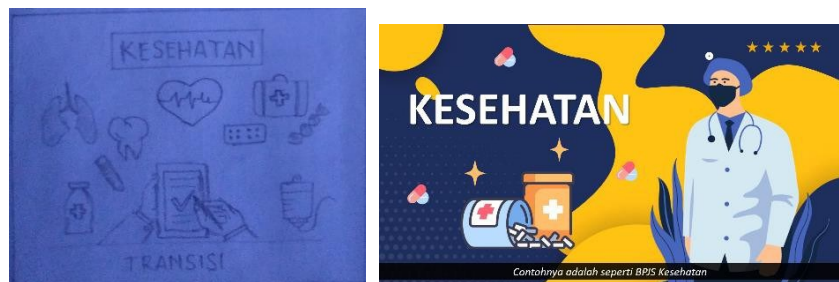 KESEHATAN
TRANSISI
KESEHATAN
Contohnya adalah seperti BPJS Kesehatan